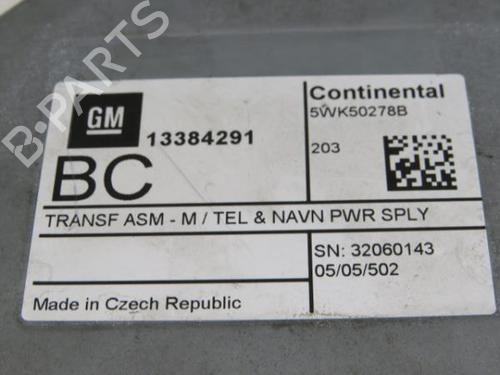 GM
13384291
BC
Continental
5WK50278B
203
TRANSF ASM - M / TEL & NAVN PWR SPLY
SN: 32060143
05/05/502
Made in Czech Republic
B-PARTS